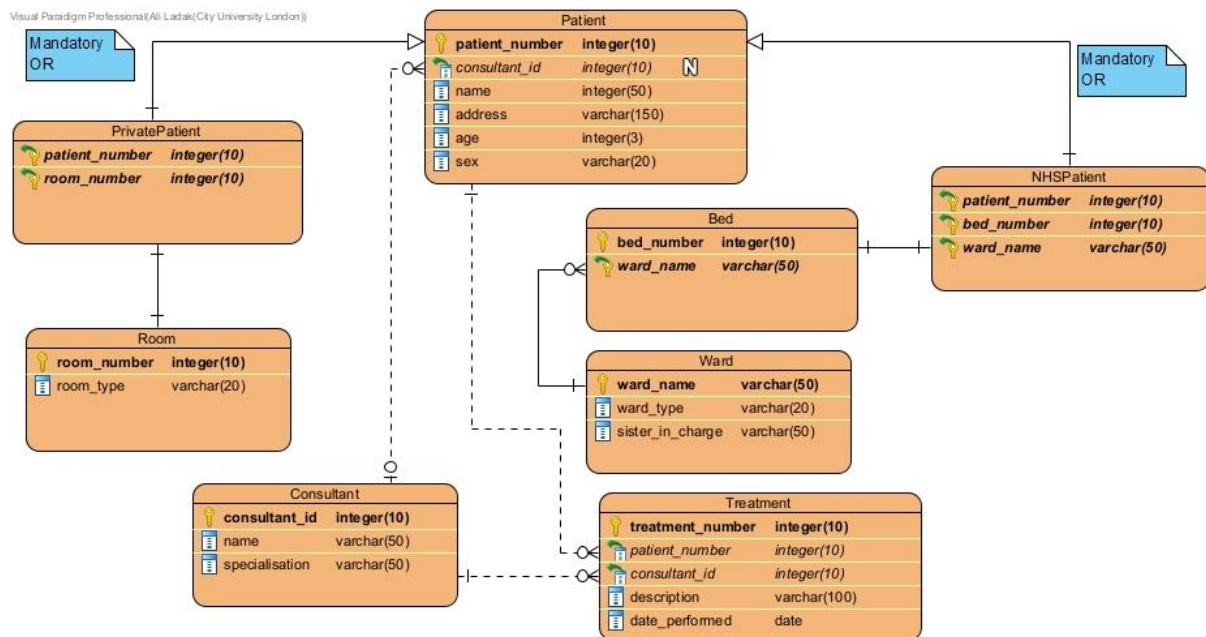 Visual Paradigm Professional(Ali Ladak(City University London))
Mandatory
OR
Patient
patient_number integer(10)
consultant_id integer(10) N
name integer(50)
address varchar(150)
age integer(3)
sex varchar(20)
Mandatory
OR
PrivatePatient
patient_number integer(10)
room_number integer(10)
NHSPatient
patient_number integer(10)
bed_number integer(10)
ward_name varchar(50)
Bed
bed_number integer(10)
ward_name varchar(50)
Room
room_number integer(10)
room_type varchar(20)
Ward
ward_name varchar(50)
ward_type varchar(20)
sister_in_charge varchar(50)
Consultant
consultant_id integer(10)
name varchar(50)
specialisation varchar(50)
Treatment
treatment_number integer(10)
patient_number integer(10)
consultant_id integer(10)
description varchar(100)
date_performed date